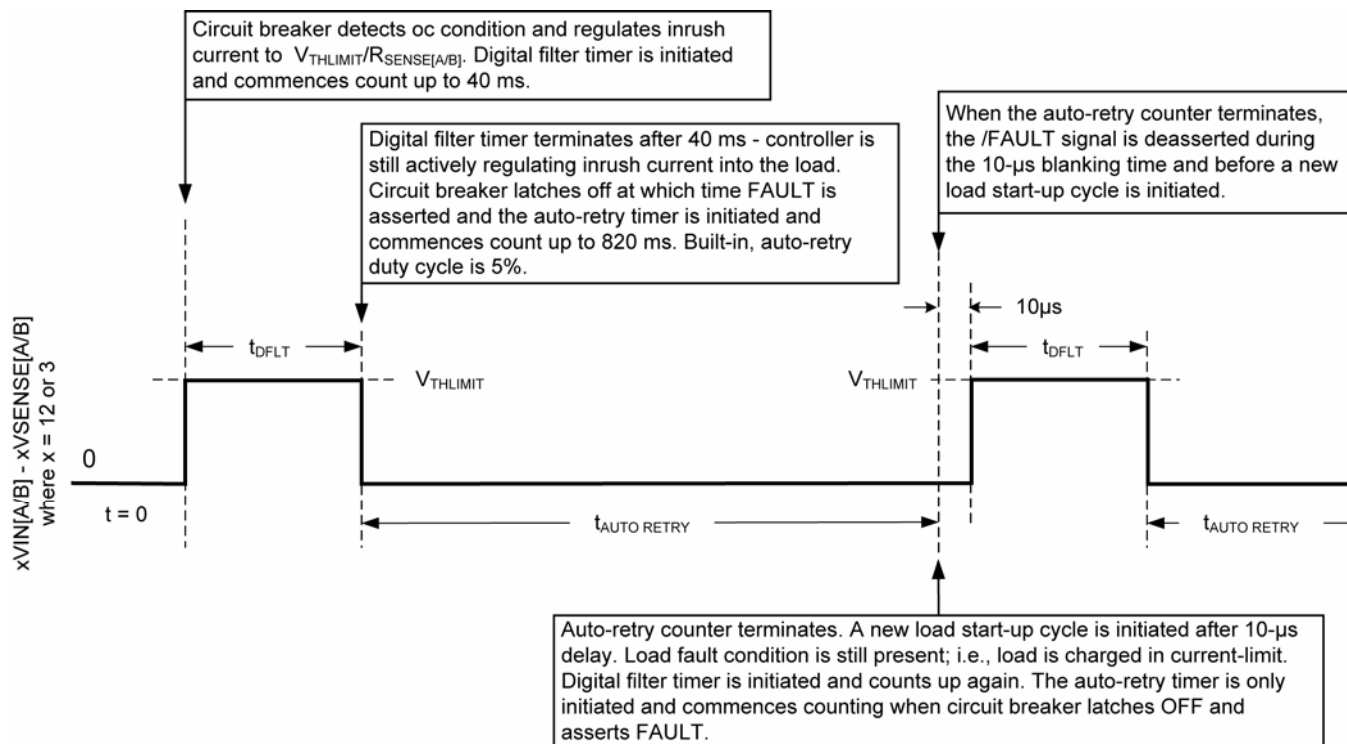 Circuit breaker detects oc condition and regulates inrush
current to VTHLIMIT/RSENSE[A/B]. Digital filter timer is initiated
and commences count up to 40 ms.
When the auto-retry counter terminates,
the /FAULT signal is deasserted during
the 10-µs blanking time and before a new
load start-up cycle is initiated.
Digital filter timer terminates after 40 ms - controller is
still actively regulating inrush current into the load.
Circuit breaker latches off at which time FAULT is
asserted and the auto-retry timer is initiated and
commences count up to 820 ms. Built-in, auto-retry
duty cycle is 5%.
10µs
tDFLT
tDFLT
VTHLIMIT
VTHLIMIT
xVIN[A/B] - xVSENSE[A/B]
where x = 12 or 3
0
t = 0
tAUTO RETRY
tAUTO RETRY
Auto-retry counter terminates. A new load start-up cycle is initiated after 10-µs
delay. Load fault condition is still present; i.e., load is charged in current-limit.
Digital filter timer is initiated and counts up again. The auto-retry timer is only
initiated and commences counting when circuit breaker latches OFF and
asserts FAULT.